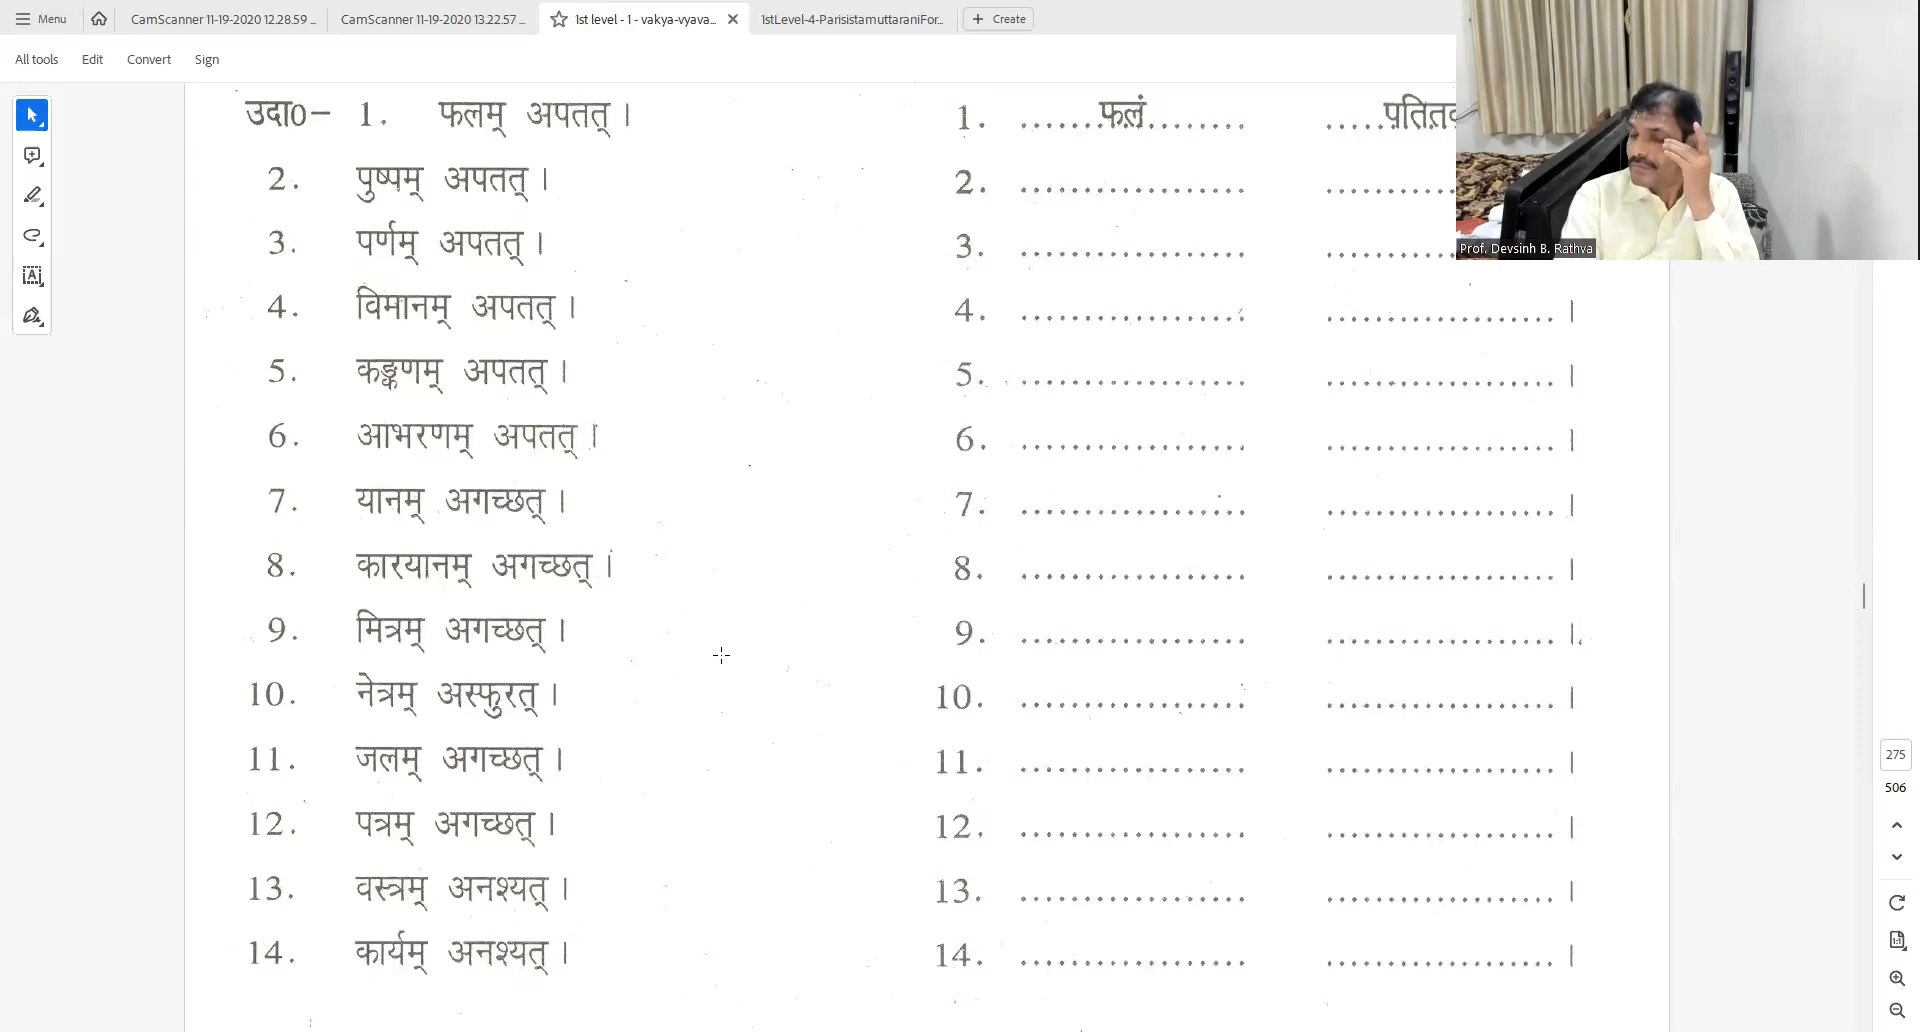 Menu CamScanner 11-19-2020 12.28.59 ... CamScanner 11-19-2020 13.22.57 ... 1st level - 1 - vakya-vyava... 1stLevel-4-ParisistamuttaraniFor... Create
All tools Edit Convert Sign
उदा0– 1. फलम् अपतत् । 1. .......फलं........ .....पतित
2. पुष्पम् अपतत् । 2. ................... .........
3. पर्णम् अपतत् । 3. ................... .........
Prof. Devsinh B. Rathva
4. विमानम् अपतत् । 4. ................... ................... ।
5. कङ्कणम् अपतत् । 5. ................... ................... ।
6. आभरणम् अपतत् । 6. ................... ................... ।
7. यानम् अगच्छत् । 7. ................... ................... ।
8. कारयानम् अगच्छत् । 8. ................... ................... ।
9. मित्रम् अगच्छत् । 9. ................... ................... ।
10. नेत्रम् अस्फुरत् । 10. ................... ................... ।
11. जलम् अगच्छत् । 11. ................... ................... ।
275
506
12. पत्रम् अगच्छत् । 12. ................... ................... ।
13. वस्त्रम् अनश्यत् । 13. ................... ................... ।
14. कार्यम् अनश्यत् । 14. ................... ................... ।